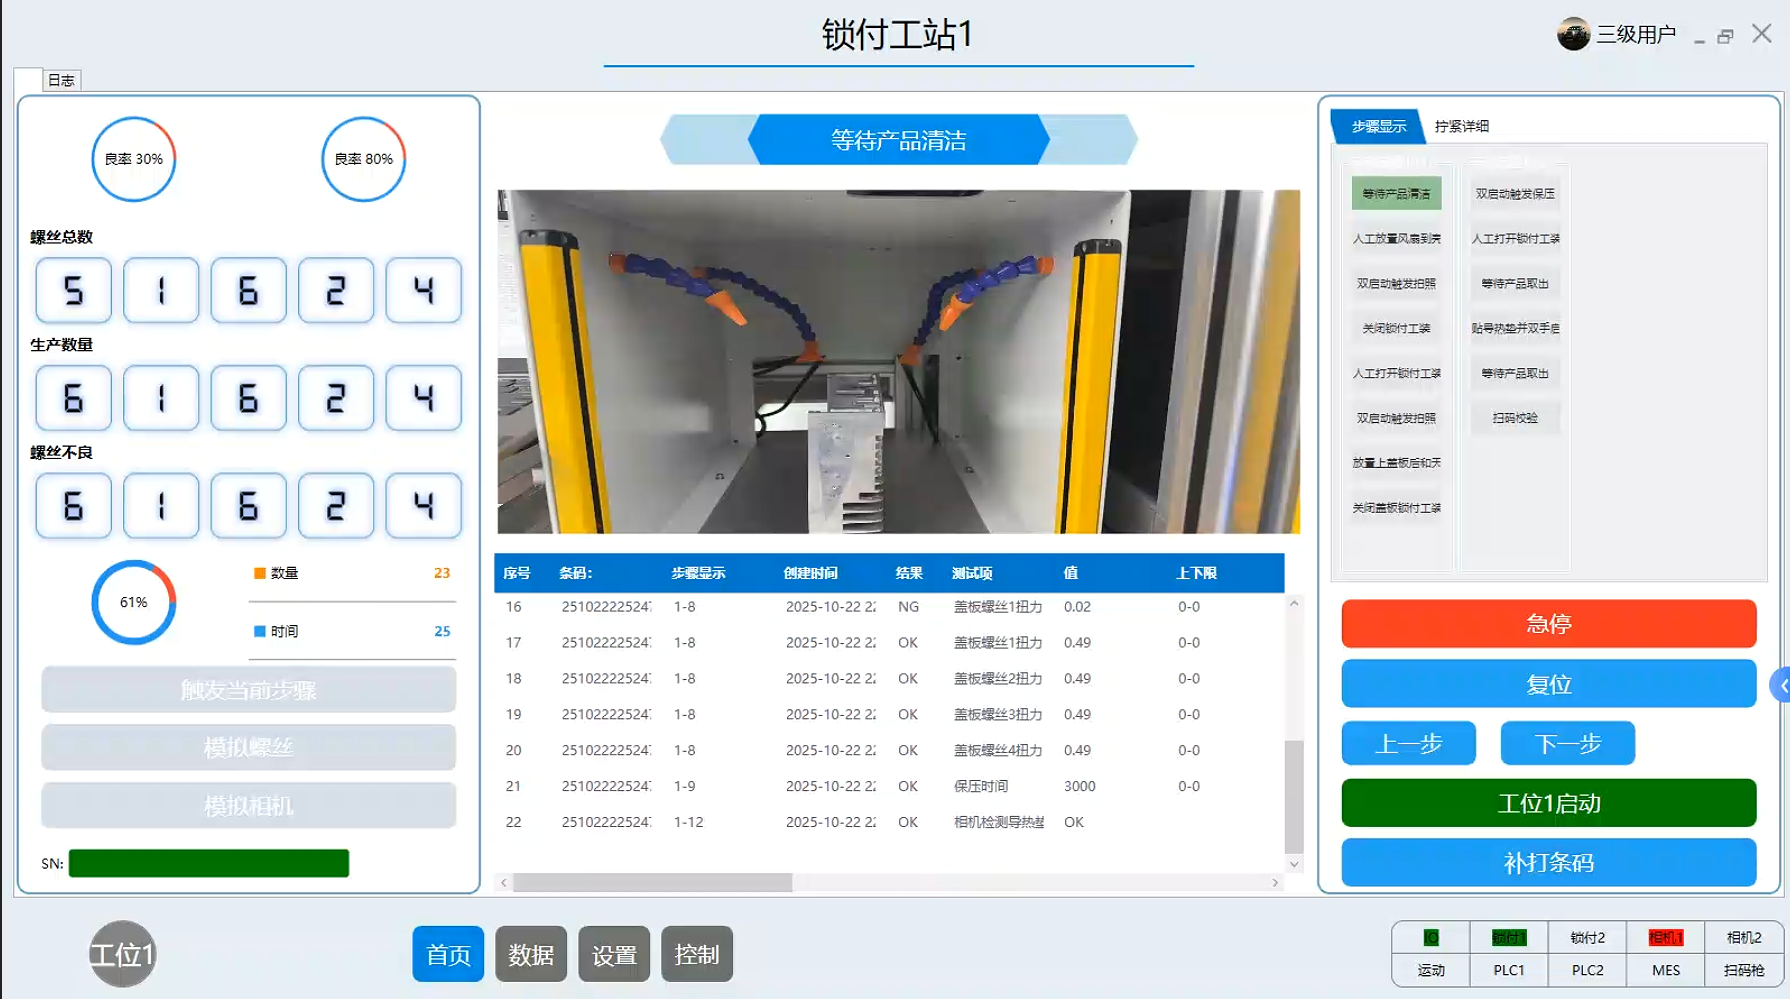 锁付工站1
三级用户
日志
良率 30%
良率 80%
螺丝总数
5 1 6 2 4
生产数量
6 1 6 2 4
螺丝不良
6 1 6 2 4
61%
数量 23
时间 25
触发当前步骤
模拟螺丝
模拟相机
SN:
等待产品清洁
序号 条码: 步骤显示 创建时间 结果 测试项 值 上下限
16 251022225247 1-8 2025-10-22 22 NG 盖板螺丝1扭力 0.02 0-0
17 251022225247 1-8 2025-10-22 22 OK 盖板螺丝1扭力 0.49 0-0
18 251022225247 1-8 2025-10-22 22 OK 盖板螺丝2扭力 0.49 0-0
19 251022225247 1-8 2025-10-22 22 OK 盖板螺丝3扭力 0.49 0-0
20 251022225247 1-8 2025-10-22 22 OK 盖板螺丝4扭力 0.49 0-0
21 251022225247 1-9 2025-10-22 22 OK 保压时间 3000 0-0
22 251022225247 1-12 2025-10-22 22 OK 相机检测导热垫 OK
步骤显示 拧紧详细
等待产品清洁 双启动触发保压
人工放置风扇到壳 人工打开锁付工装
双启动触发拍照 等待产品取出
关闭锁付工装 贴导热垫并双手启
人工打开锁付工装 等待产品取出
双启动触发拍照 扫码校验
放置上盖板后和天
关闭盖板锁付工装
急停
复位
上一步 下一步
工位1启动
补打条码
工位1
首页 数据 设置 控制
IO 锁付1 锁付2 相机1 相机2
运动 PLC1 PLC2 MES 扫码枪